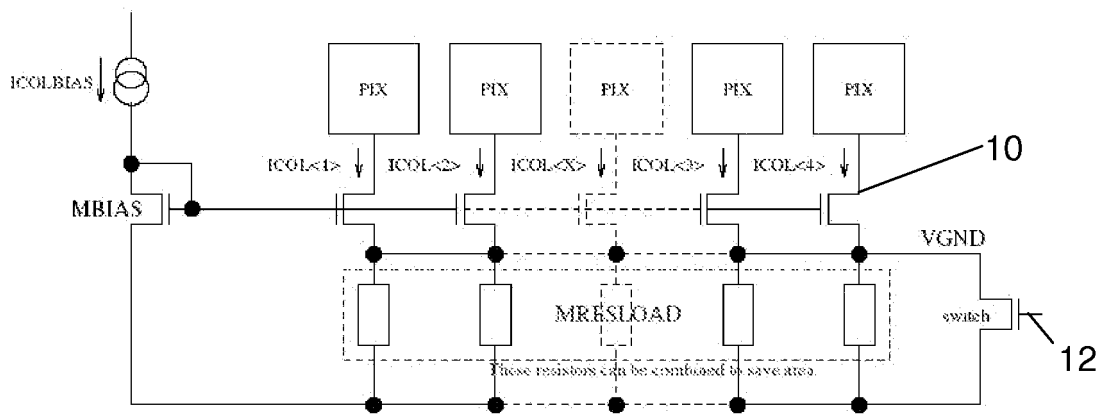 ICOLBIAS
PIX PIX PIX PIX PIX
ICOL<1> ICOL<2> ICOL<X> ICOL<3> ICOL<4>
10
MBIAS
VGND
MRESLOAD
switch
12
These resistors can be combined to save area